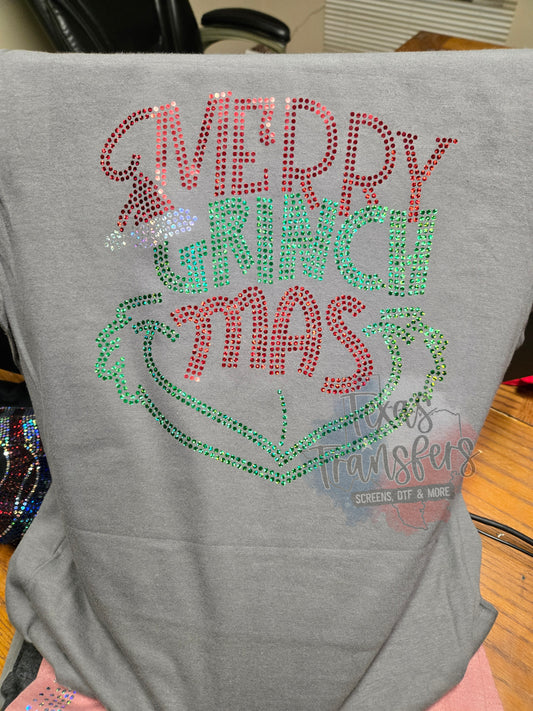 MERRY
GRINCH
MAS
Texas
Transfers
SCREENS, DTF & MORE